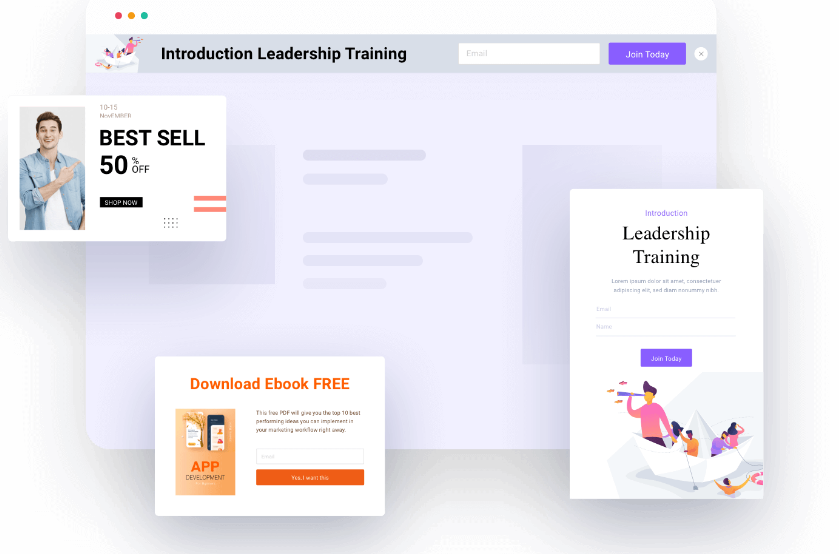 Introduction Leadership Training
Email
Join Today
10-15
NovEMBER
BEST SELL
50 % OFF
SHOP NOW
Introduction
Leadership
Training
Lorem ipsum dolor sit amet, consectetuer
adipiscing elit, sed diam nonummy nibh.
Email
Name
Join Today
Download Ebook FREE
This free PDF will give you the top 10 best
performing ideas you can implement in
your marketing workflow right away.
APP
DEVELOPMENT
Email
Yes, I want this